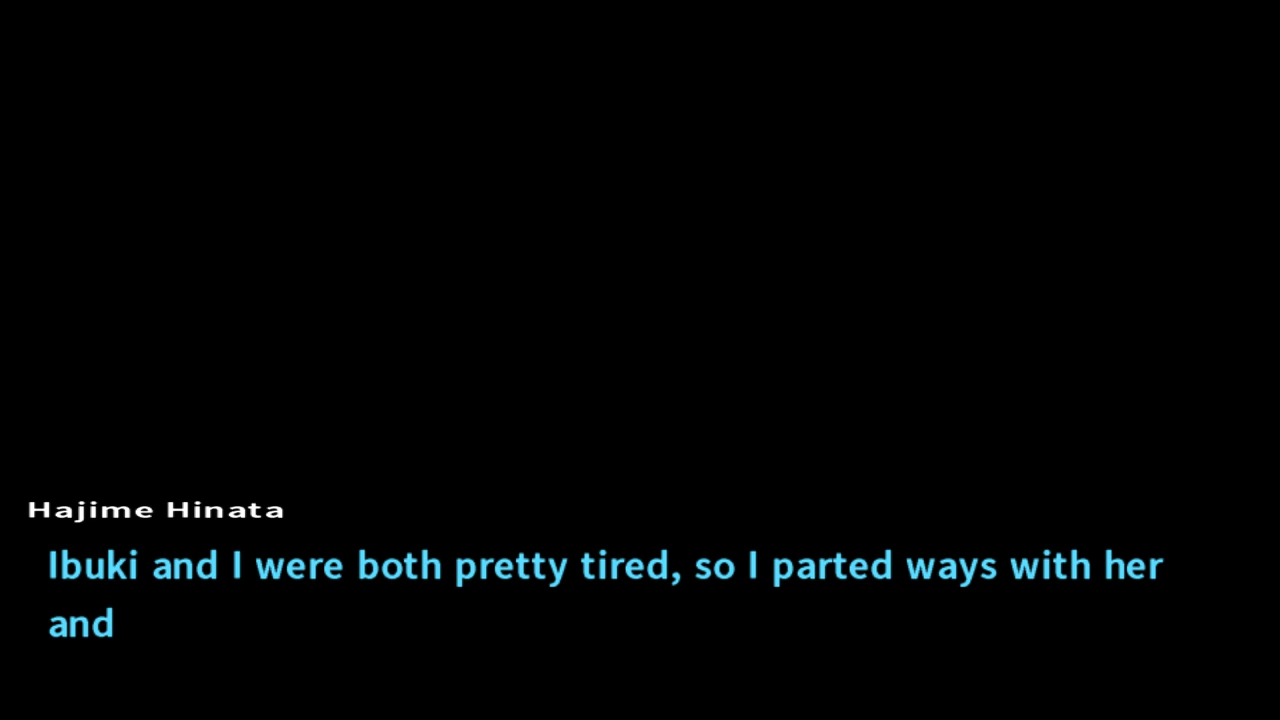 Hajime Hinata
Ibuki and I were both pretty tired, so I parted ways with her
and